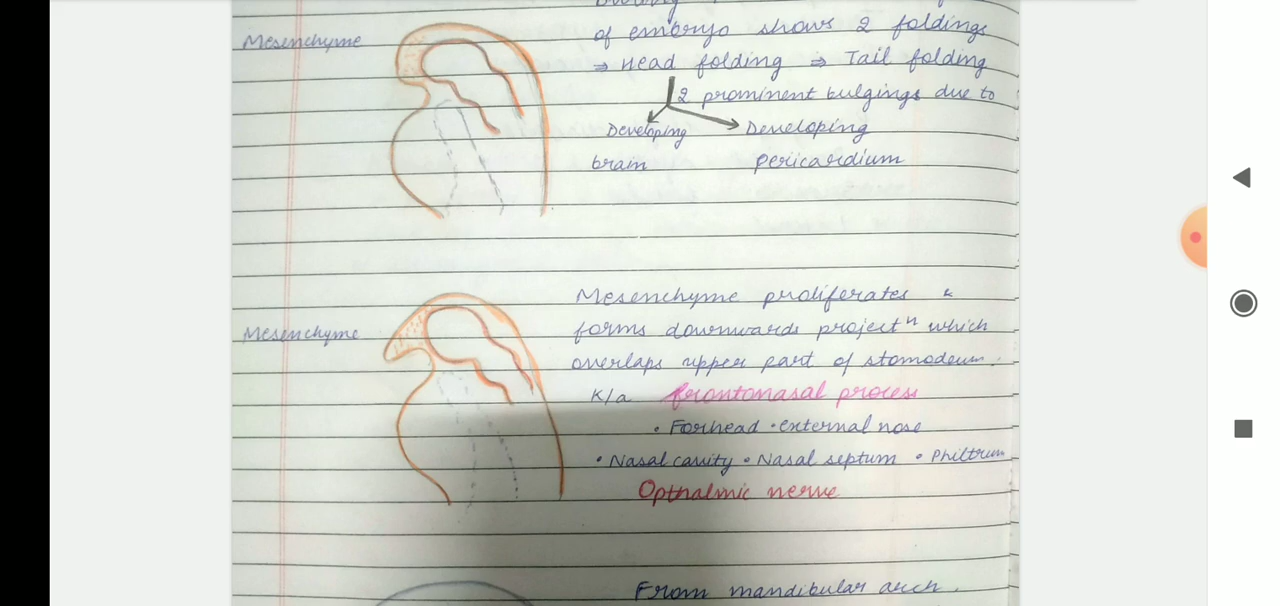 of embryo shows 2 foldings
Mesenchyme
⇒ Head folding ⇒ Tail folding
2 prominent bulgings due to
Developing brain
Developing pericardium
Mesenchyme proliferates &
Mesenchyme
forms downwards projectⁿ which
overlaps upper part of stomodeum.
K/a frontonasal process
• Forhead • external nose
• Nasal cavity • Nasal septum • Philtrum
Opthalmic nerve
From mandibular arch.